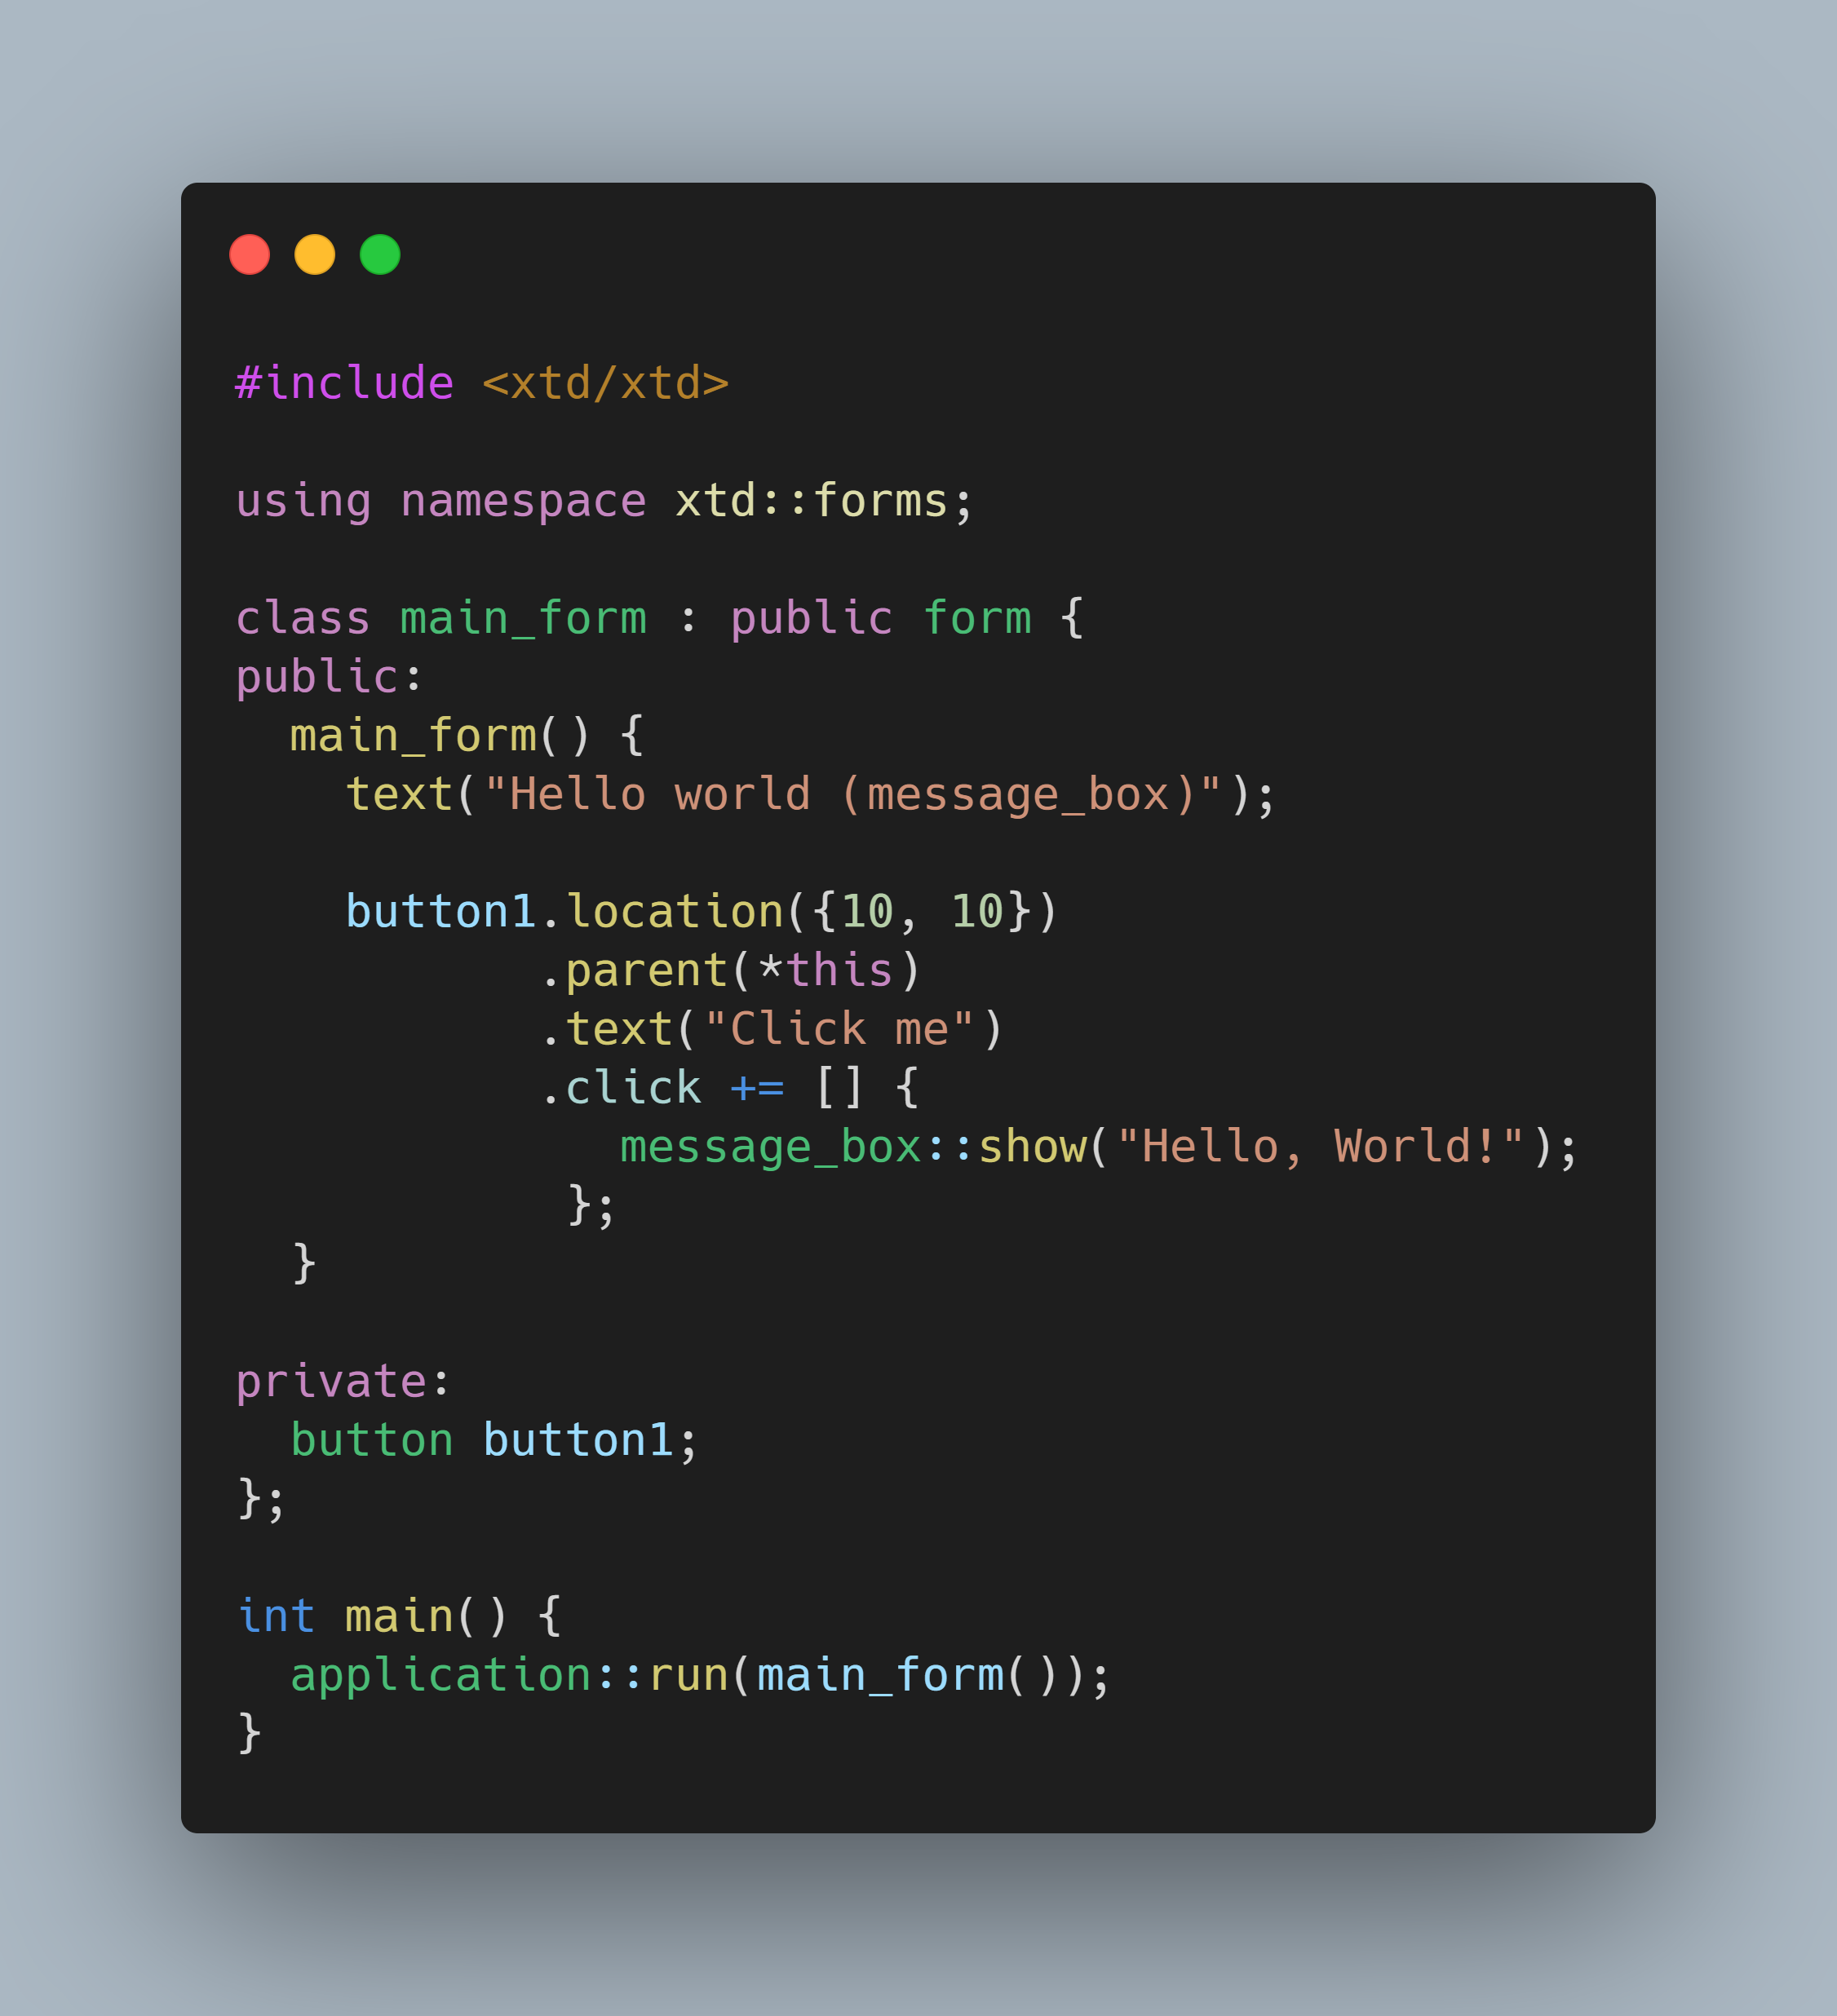 #include <xtd/xtd>
using namespace xtd::forms;
class main_form : public form {
public:
  main_form() {
    text("Hello world (message_box)");
    button1.location({10, 10})
           .parent(*this)
           .text("Click me")
           .click += [] {
              message_box::show("Hello, World!");
            };
  }
private:
  button button1;
};
int main() {
  application::run(main_form());
}